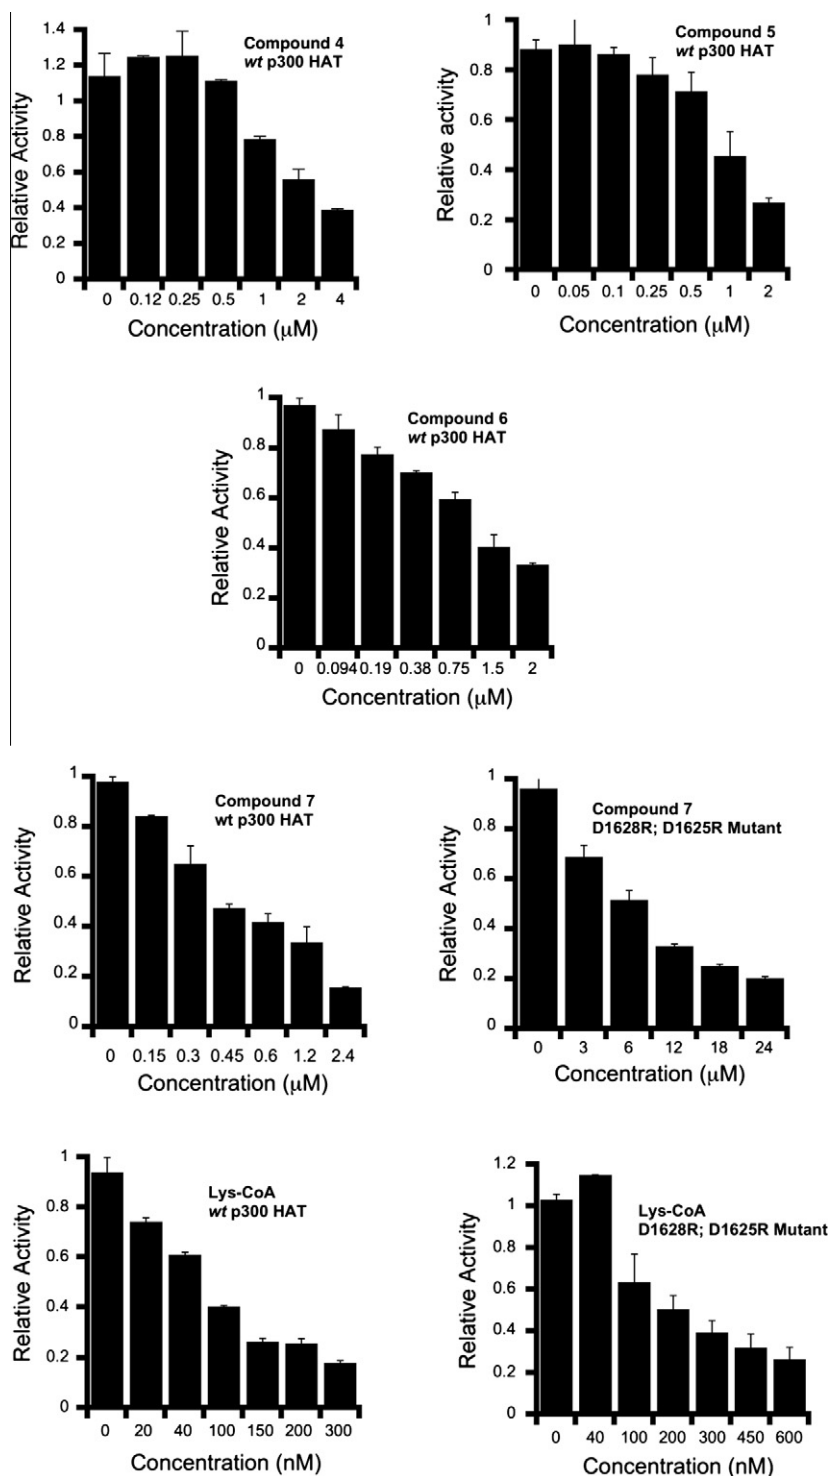 Compound 4
wt p300 HAT
Relative Activity
1.4
1.2
1
0.8
0.6
0.4
0.2
0
0 0.12 0.25 0.5 1 2 4
Concentration (μM)
Compound 5
wt p300 HAT
Relative activity
1
0.8
0.6
0.4
0.2
0
0 0.05 0.1 0.25 0.5 1 2
Concentration (μM)
Compound 6
wt p300 HAT
Relative Activity
1
0.8
0.6
0.4
0.2
0
0 0.094 0.19 0.38 0.75 1.5 2
Concentration (μM)
Compound 7
wt p300 HAT
Relative Activity
1
0.8
0.6
0.4
0.2
0
0 0.15 0.3 0.45 0.6 1.2 2.4
Concentration (μM)
Compound 7
D1628R; D1625R Mutant
Relative Activity
1
0.8
0.6
0.4
0.2
0
0 3 6 12 18 24
Concentration (μM)
Lys-CoA
wt p300 HAT
Relative Activity
1
0.8
0.6
0.4
0.2
0
0 20 40 100 150 200 300
Concentration (nM)
Lys-CoA
D1628R; D1625R Mutant
Relative Activity
1.2
1
0.8
0.6
0.4
0.2
0
0 40 100 200 300 450 600
Concentration (nM)